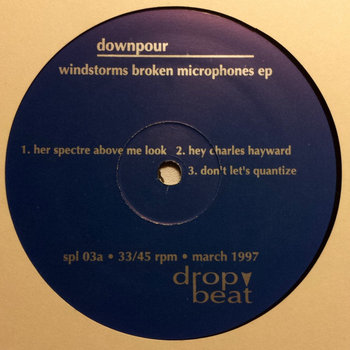 downpour
windstorms broken microphones ep
1. her spectre above me look 2. hey charles hayward
3. don't let's quantize
spl 03a • 33/45 rpm • march 1997
drop
beat